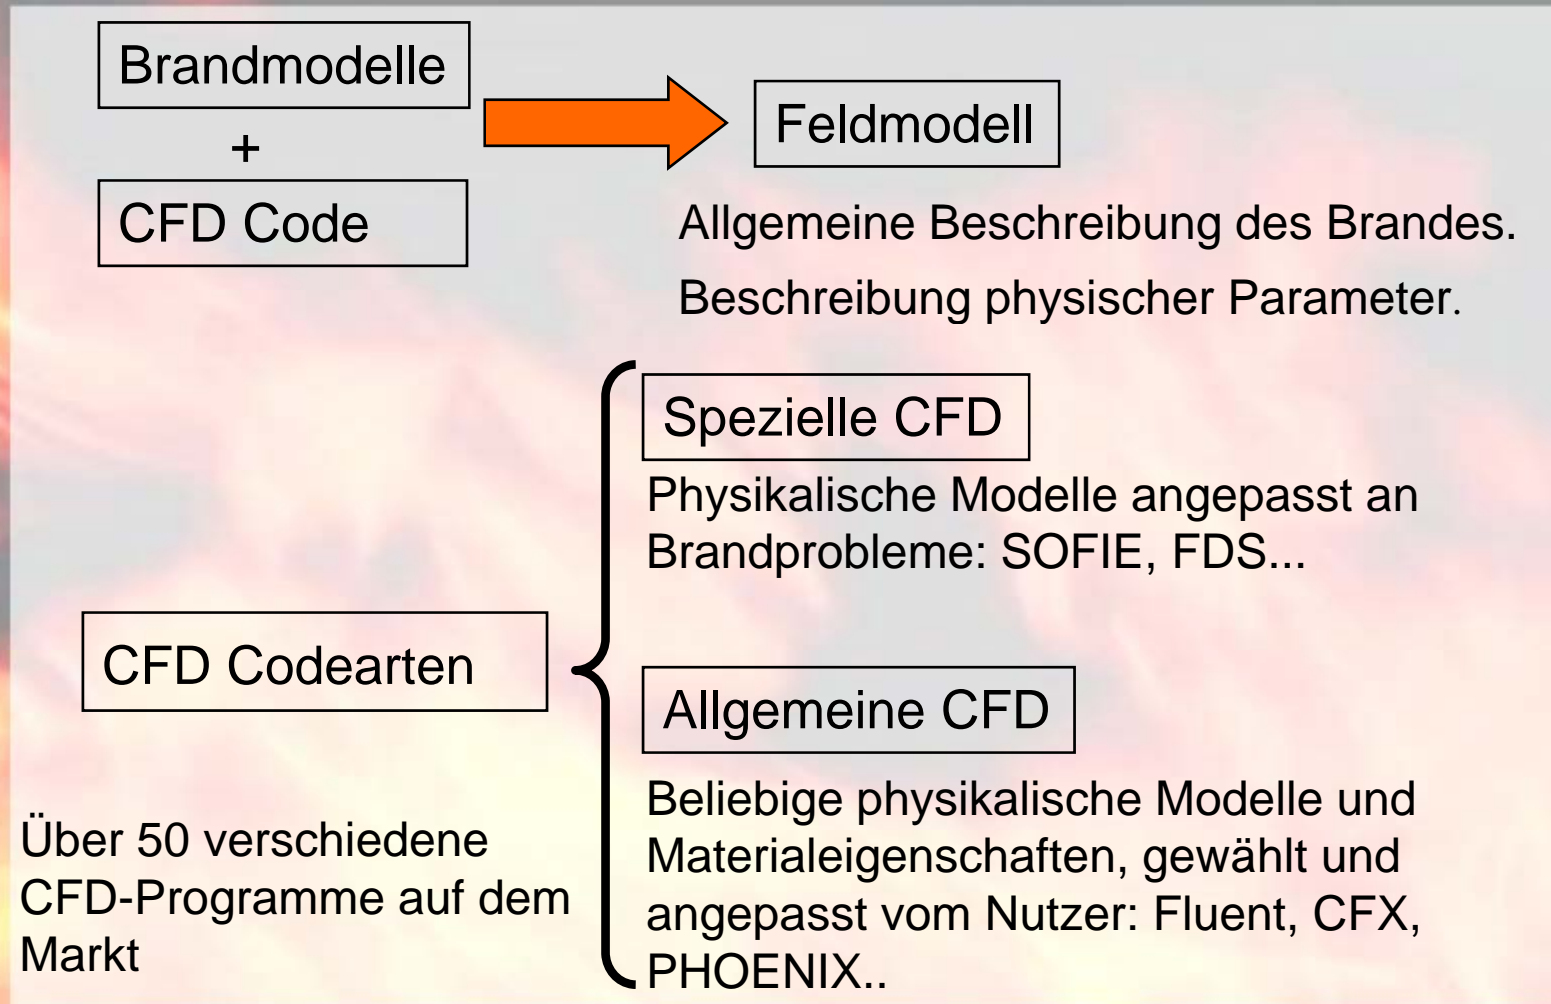 Brandmodelle
+
CFD Code
Feldmodell
Allgemeine Beschreibung des Brandes.
Beschreibung physischer Parameter.
CFD Codearten
Über 50 verschiedene
CFD-Programme auf dem
Markt
Spezielle CFD
Physikalische Modelle angepasst an
Brandprobleme: SOFIE, FDS...
Allgemeine CFD
Beliebige physikalische Modelle und
Materialeigenschaften, gewählt und
angepasst vom Nutzer: Fluent, CFX,
PHOENIX..